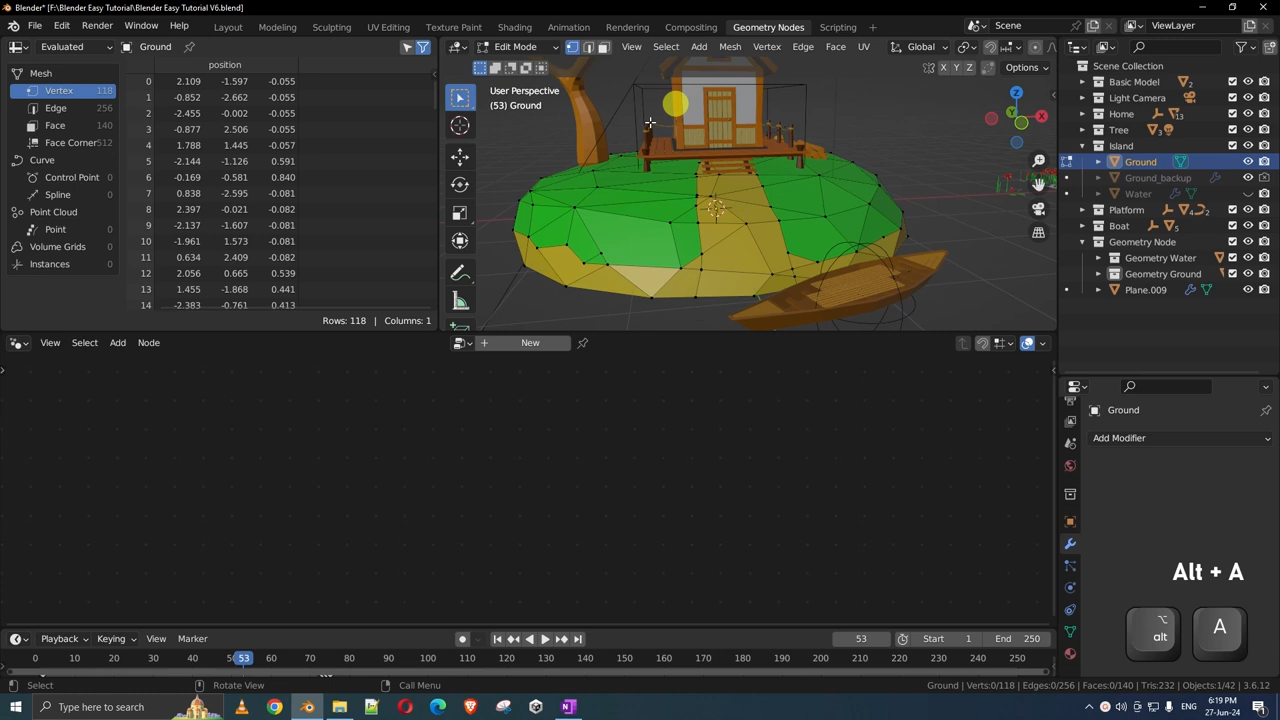 Blender* [F:\Blender Easy Tutorial\Blender Easy Tutorial V6.blend]
File Edit Render Window Help Layout Modeling Sculpting UV Editing Texture Paint Shading Animation Rendering Compositing Geometry Nodes Scripting Scene ViewLayer
Evaluated Ground Edit Mode View Select Add Mesh Vertex Edge Face UV Global
X Y Z Options
position
Mesh
Vertex 118
Edge 256
Face 140
Face Corner 512
Curve
Control Point 0
Spline 0
Point Cloud
Point 0
Volume Grids 0
Instances 0
0 2.109 -1.597 -0.055
1 -0.852 -2.662 -0.055
2 -2.455 -0.002 -0.055
3 -0.877 2.506 -0.055
4 1.788 1.445 -0.057
5 -2.144 -1.126 0.591
6 -0.169 -0.581 0.840
7 0.838 -2.595 -0.081
8 2.397 -0.021 -0.082
9 -2.137 -1.607 -0.081
10 -1.961 1.573 -0.081
11 0.634 2.409 -0.082
12 2.056 0.665 0.539
13 1.455 -1.868 0.441
14 -2.383 -0.761 0.413
Rows: 118 | Columns: 1
User Perspective
(53) Ground
Z
X
Y
Scene Collection
Basic Model 2
Light Camera
Home 13
Tree 3
Island
Ground
Ground_backup
Water
Platform 4 2
Boat 5
Geometry Node
Geometry Water
Geometry Ground
Plane.009
View Select Add Node New
Ground
Add Modifier
Alt + A
alt
A
Playback Keying View Marker 53 Start 1 End 250
0 10 20 30 40 53 60 70 80 90 100 110 120 130 140 150 160 170 180 190 200 210 220 230 240 250
Select Rotate View Call Menu Ground | Verts:0/118 | Edges:0/256 | Faces:0/140 | Tris:232 | Objects:1/42 | 3.6.12
Type here to search
6:19 PM
27-Jun-24